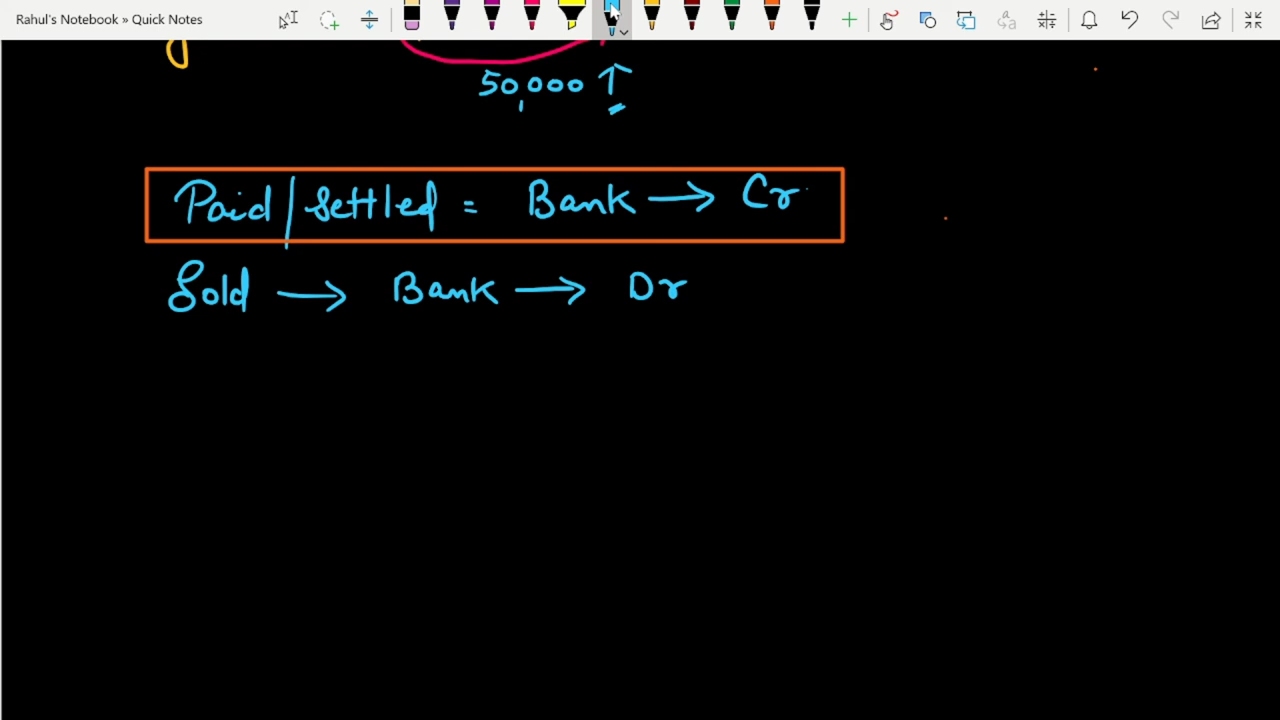 Rahul's Notebook » Quick Notes
50,000 ↑
Paid/Settled = Bank → Cr
Sold → Bank → Dr